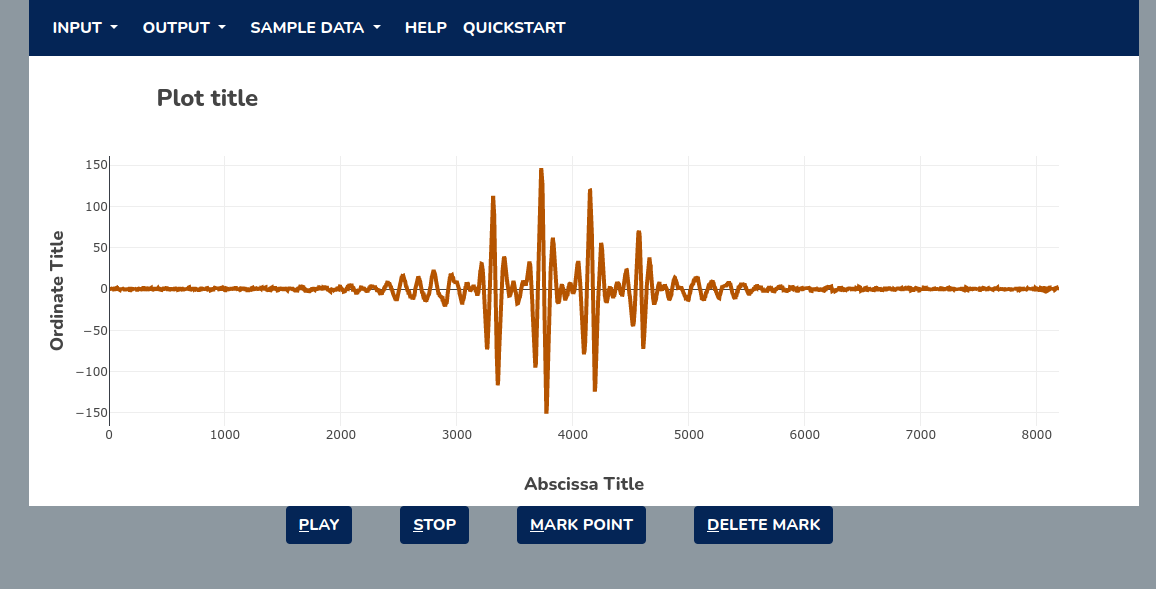 INPUT OUTPUT SAMPLE DATA HELP QUICKSTART
Plot title
150
100
50
0
−50
−100
−150
Ordinate Title
0 1000 2000 3000 4000 5000 6000 7000 8000
Abscissa Title
PLAY STOP MARK POINT DELETE MARK